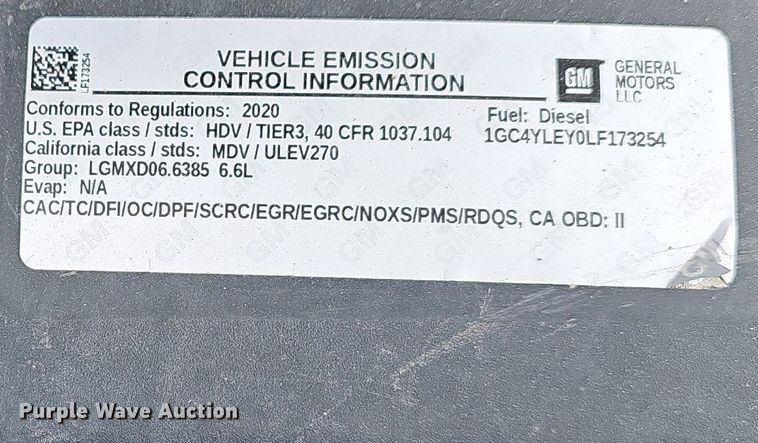 LF173254
VEHICLE EMISSION
CONTROL INFORMATION
GM
GENERAL
MOTORS
LLC
Conforms to Regulations: 2020
Fuel: Diesel
U.S. EPA class / stds: HDV / TIER3, 40 CFR 1037.104
1GC4YLEY0LF173254
California class / stds: MDV / ULEV270
Group: LGMXD06.6385 6.6L
Evap: N/A
CAC/TC/DFI/OC/DPF/SCRC/EGR/EGRC/NOXS/PMS/RDQS, CA OBD: II
Purple Wave Auction